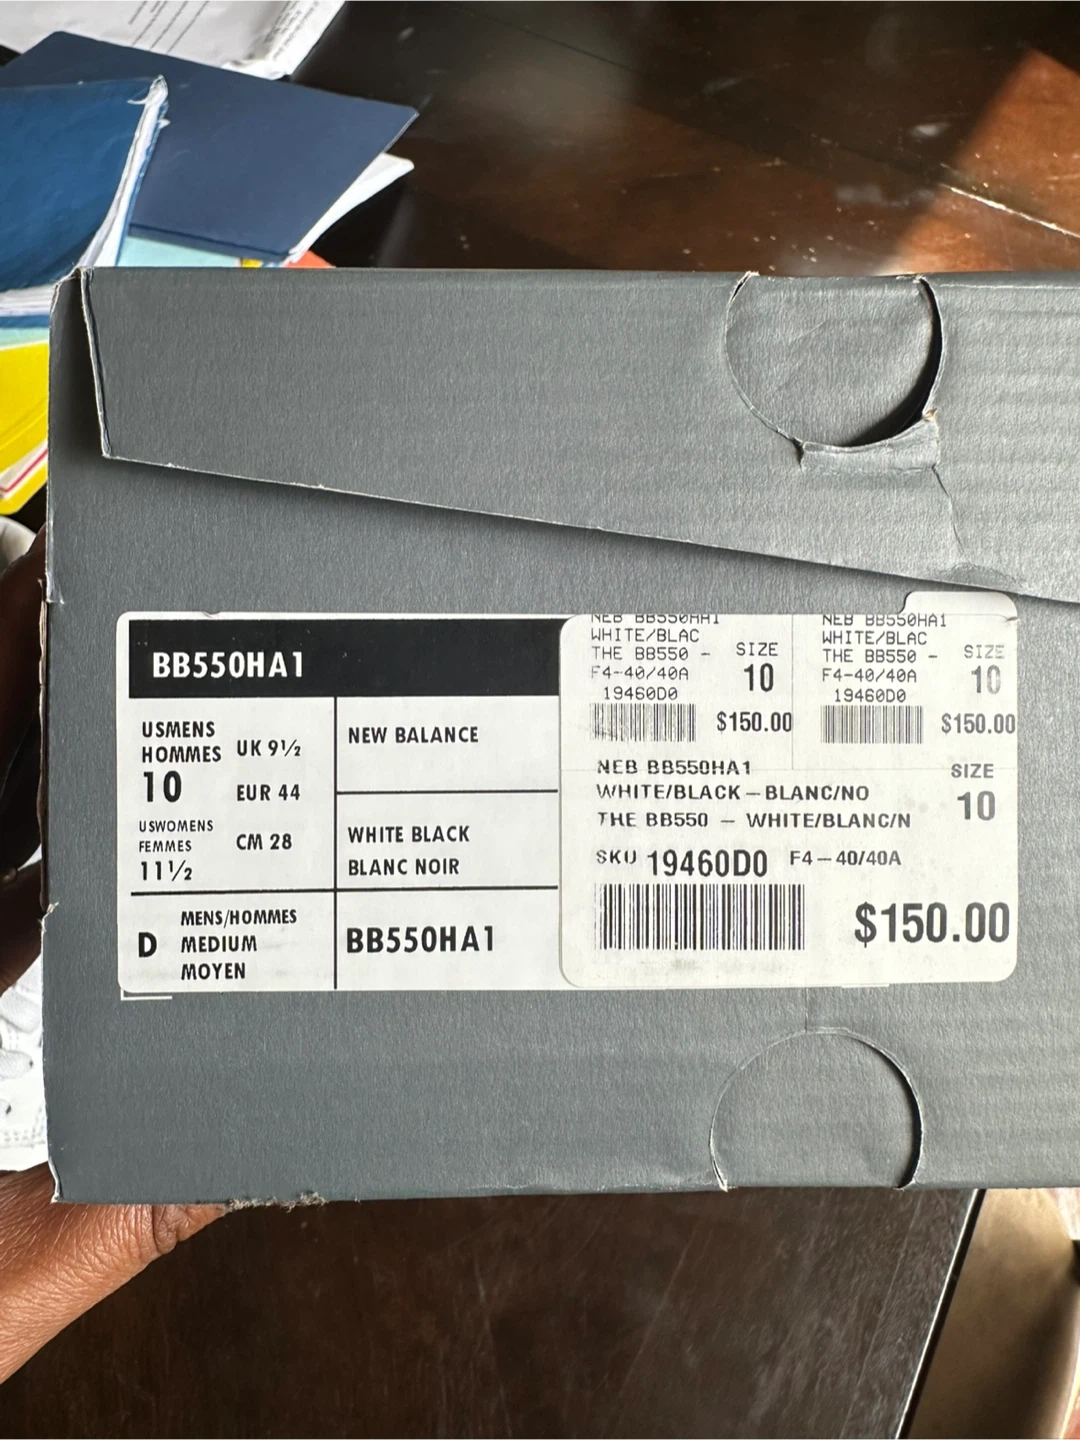 BB550HA1
USMENS
HOMMES
10
UK 9½
EUR 44
USWOMENS
FEMMES
11½
CM 28
D
MENS/HOMMES
MEDIUM
MOYEN
NEW BALANCE
WHITE BLACK
BLANC NOIR
BB550HA1
NEB BB550HA1
WHITE/BLAC
THE BB550 -
F4-40/40A
19460D0
SIZE
10
$150.00
NEB BB550HA1
WHITE/BLAC
THE BB550 -
F4-40/40A
19460D0
SIZE
10
$150.00
NEB BB550HA1
WHITE/BLACK - BLANC/NO
THE BB550 - WHITE/BLANC/N
SIZE
10
SKU 19460D0 F4-40/40A
$150.00